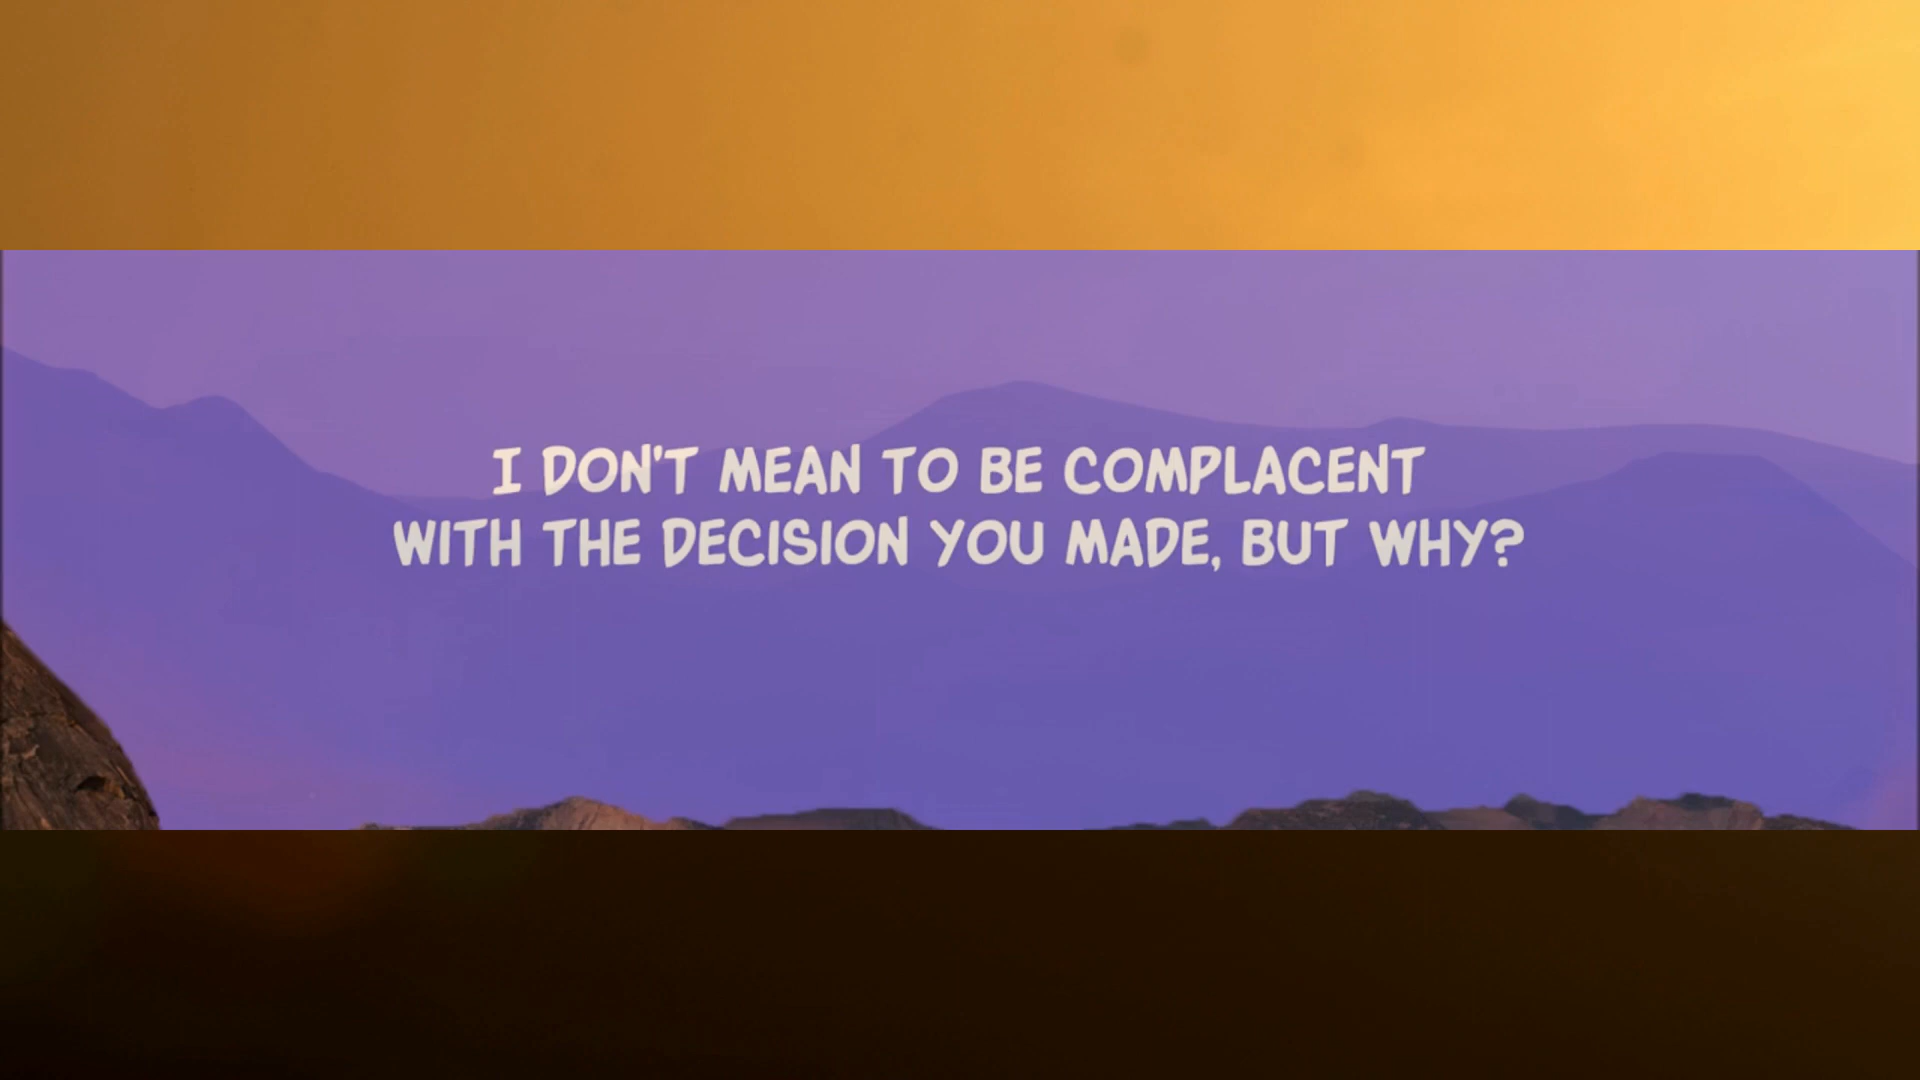 I DON'T MEAN TO BE COMPLACENT
WITH THE DECISION YOU MADE, BUT WHY?